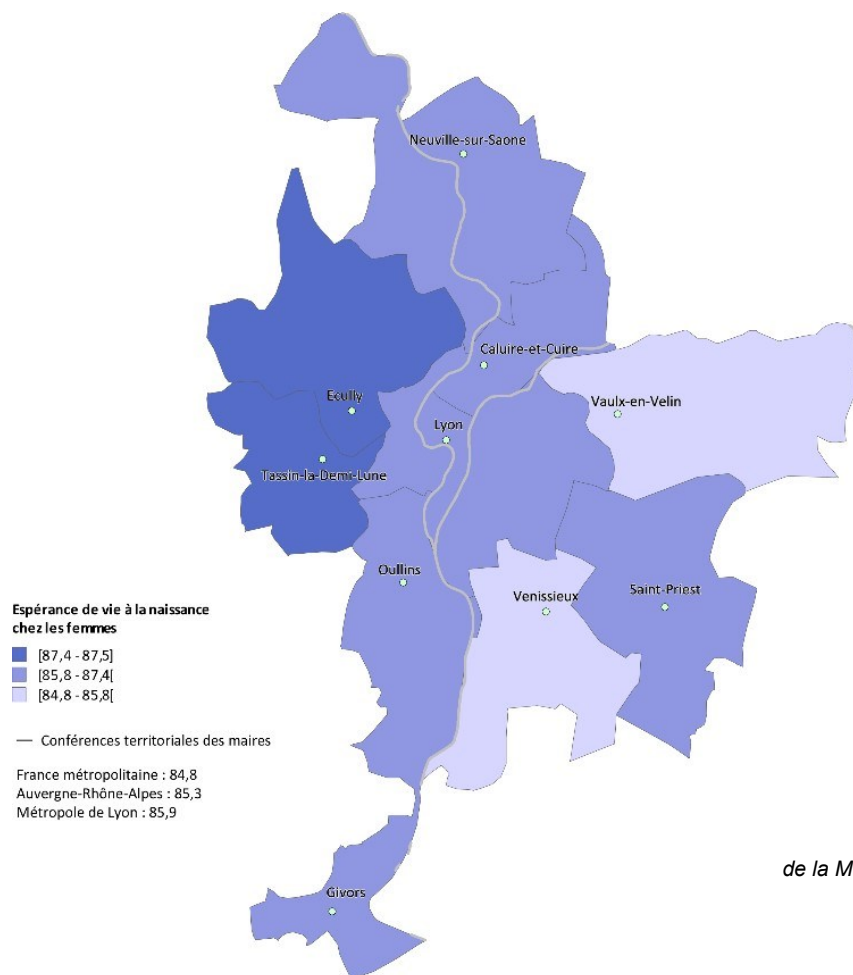 Neuville-sur-Saone
Caluire-et-Cuire
Vaulx-en-Velin
Ecully
Lyon
Tassin-la-Demi-Lune
Oullins
Venissieux
Saint-Priest
Espérance de vie à la naissance
chez les femmes
[87,4 - 87,5]
[85,8 - 87,4[
[84,8 - 85,8[
Conférences territoriales des maires
France métropolitaine : 84,8
Auvergne-Rhône-Alpes : 85,3
Métropole de Lyon : 85,9
de la M
Givors